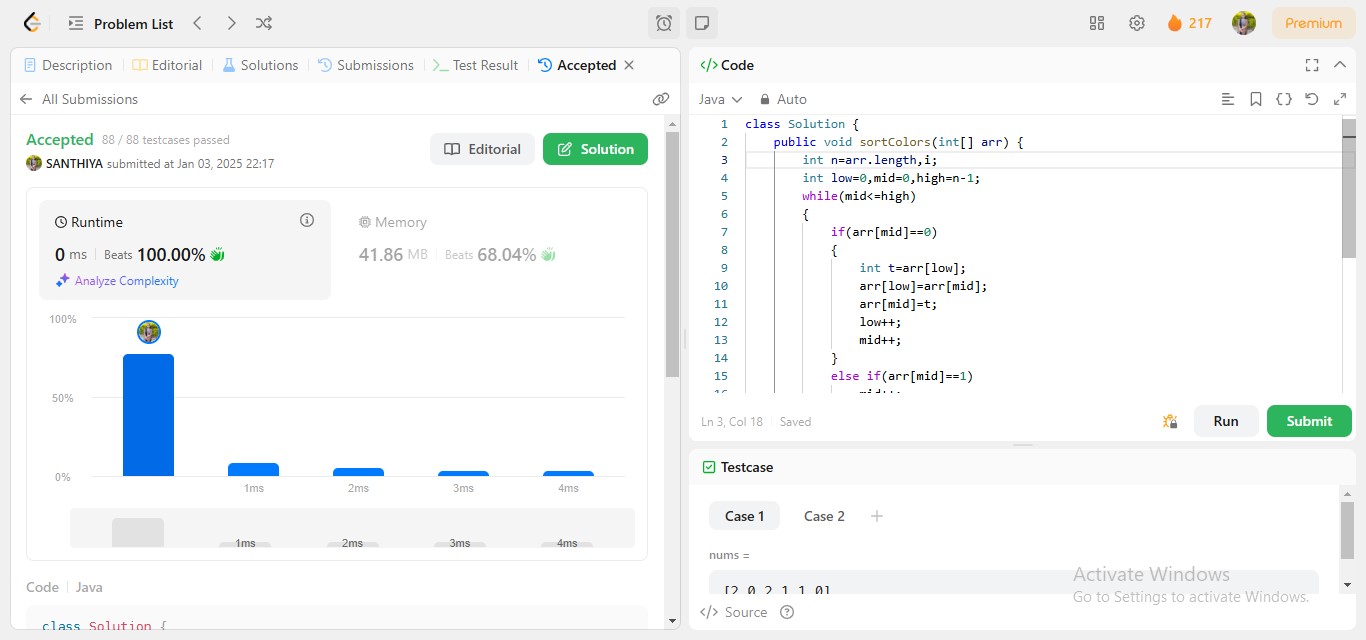 Problem List
217
Premium
Description
Editorial
Solutions
Submissions
Test Result
Accepted
All Submissions
Accepted 88 / 88 testcases passed
SANTHIYA submitted at Jan 03, 2025 22:17
Editorial
Solution
Runtime
0 ms Beats 100.00%
Analyze Complexity
Memory
41.86 MB Beats 68.04%
100%
50%
0%
1ms 2ms 3ms 4ms
1ms 2ms 3ms 4ms
Code Java
class Solution {
</> Code
Java Auto
1 class Solution {
2 public void sortColors(int[] arr) {
3 int n=arr.length,i;
4 int low=0,mid=0,high=n-1;
5 while(mid<=high)
6 {
7 if(arr[mid]==0)
8 {
9 int t=arr[low];
10 arr[low]=arr[mid];
11 arr[mid]=t;
12 low++;
13 mid++;
14 }
15 else if(arr[mid]==1)
16 mid++;
Ln 3, Col 18 Saved
Run
Submit
Testcase
Case 1 Case 2 +
nums =
[2,0,2,1,1,0]
Activate Windows
Go to Settings to activate Windows.
</> Source